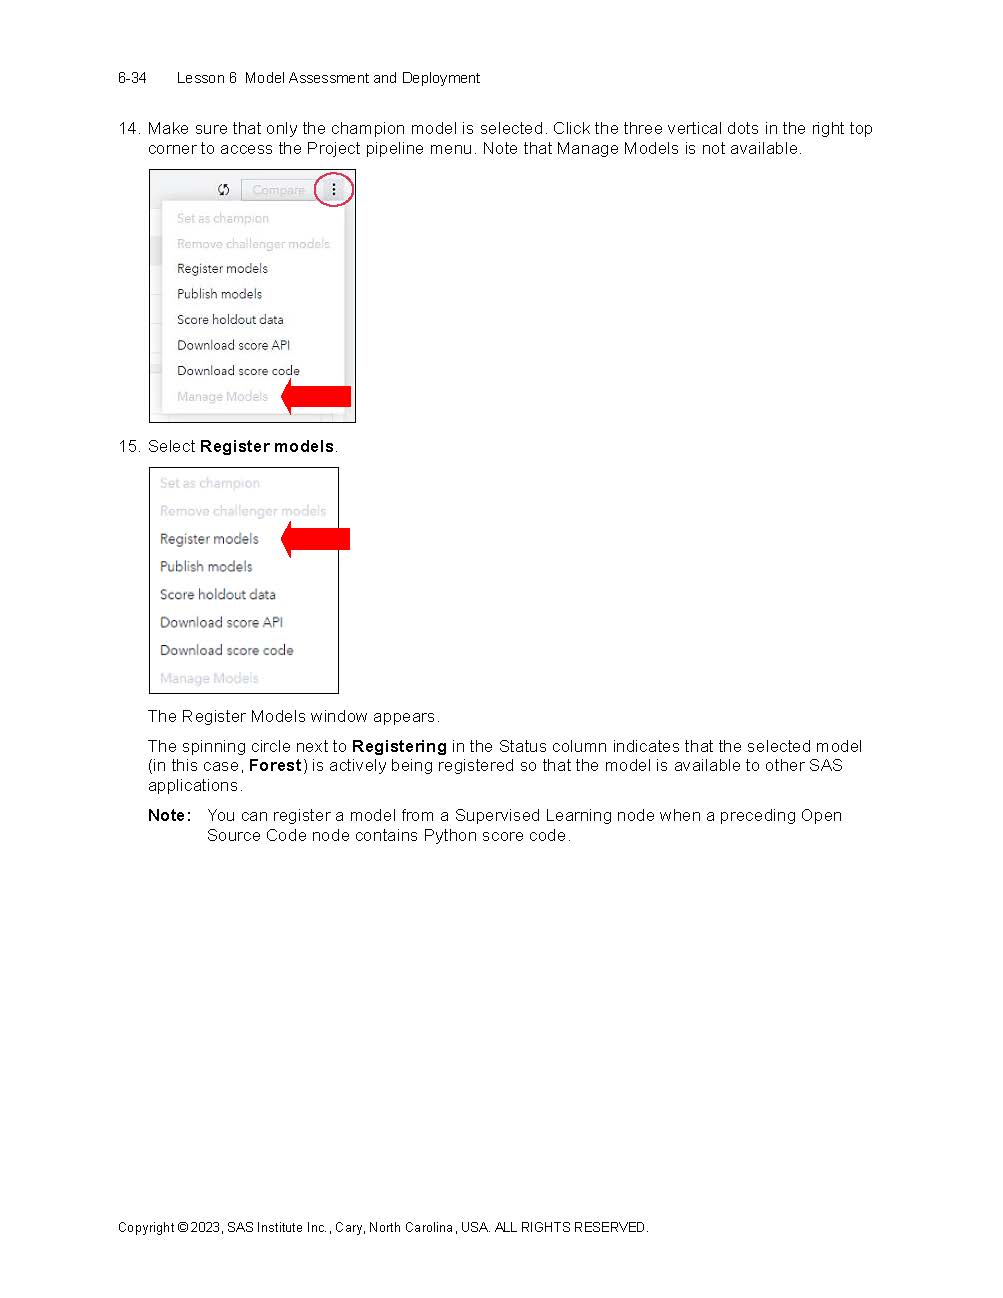 6-34 Lesson 6 Model Assessment and Deployment
14. Make sure that only the champion model is selected. Click the three vertical dots in the right top
corner to access the Project pipeline menu. Note that Manage Models is not available.
Compare
Set as champion
Remove challenger models
Register models
Publish models
Score holdout data
Download score API
Download score code
Manage Models
15. Select Register models.
Set as champion
Remove challenger models
Register models
Publish models
Score holdout data
Download score API
Download score code
Manage Models
The Register Models window appears.
The spinning circle next to Registering in the Status column indicates that the selected model
(in this case, Forest) is actively being registered so that the model is available to other SAS
applications.
Note: You can register a model from a Supervised Learning node when a preceding Open
Source Code node contains Python score code.
Copyright © 2023, SAS Institute Inc., Cary, North Carolina, USA. ALL RIGHTS RESERVED.